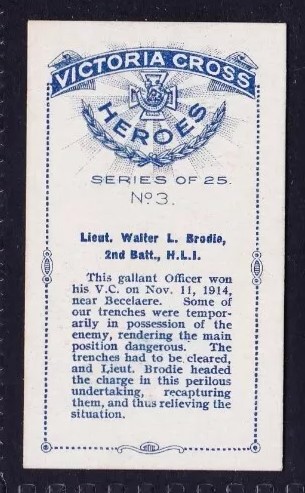 VICTORIA CROSS
HEROES
SERIES OF 25.
No 3.
Lieut. Walter L. Brodie,
2nd Batt., H.L.I.
This gallant Officer won
his V.C. on Nov. 11, 1914,
near Becelaere. Some of
our trenches were tempor-
arily in possession of the
enemy, rendering the main
position dangerous. The
trenches had to be cleared,
and Lieut. Brodie headed
the charge in this perilous
undertaking, recapturing
them, and thus relieving the
situation.